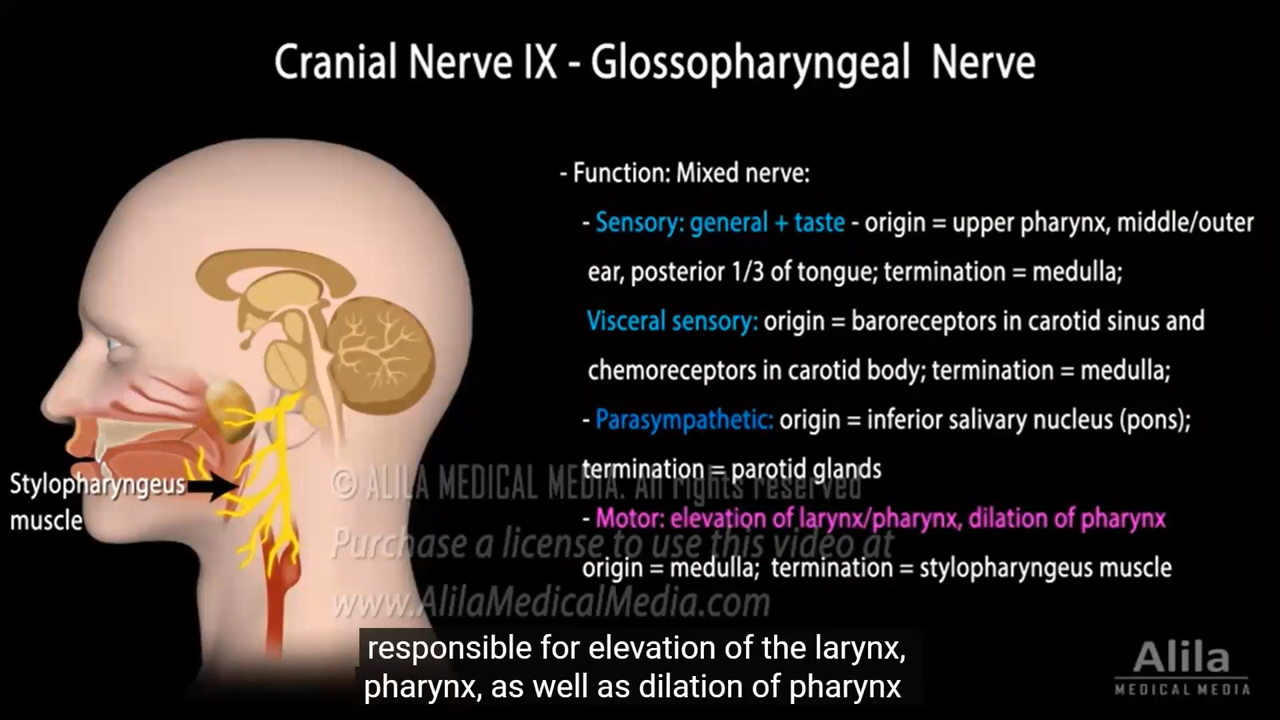 Cranial Nerve IX - Glossopharyngeal Nerve
- Function: Mixed nerve:
- Sensory: general + taste - origin = upper pharynx, middle/outer
ear, posterior 1/3 of tongue; termination = medulla;
Visceral sensory: origin = baroreceptors in carotid sinus and
chemoreceptors in carotid body; termination = medulla;
- Parasympathetic: origin = inferior salivary nucleus (pons);
termination = parotid glands
- Motor: elevation of larynx/pharynx, dilation of pharynx
origin = medulla; termination = stylopharyngeus muscle
Stylopharyngeus
muscle
© ALILA MEDICAL MEDIA. All rights reserved
Purchase a license to use this video at
www.AlilaMedicalMedia.com
responsible for elevation of the larynx,
pharynx, as well as dilation of pharynx
Alila
MEDICAL MEDIA